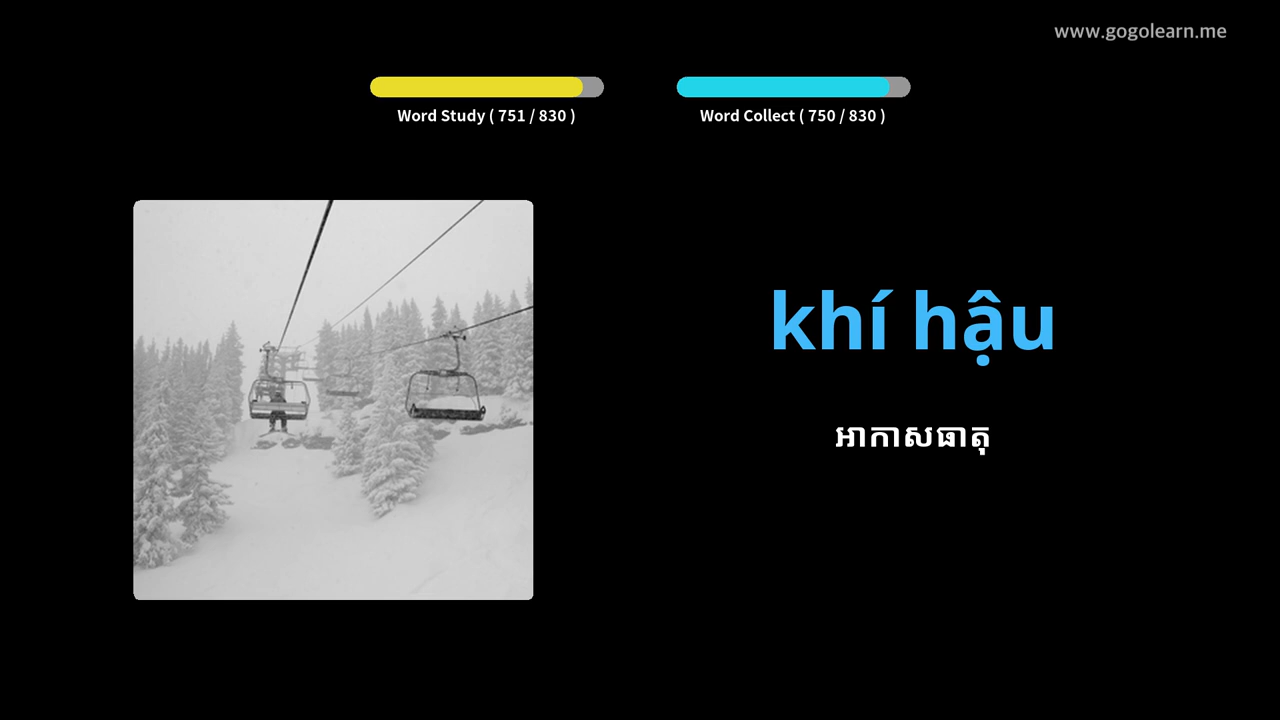 www.gogolearn.me
Word Study ( 751 / 830 )
Word Collect ( 750 / 830 )
khí hậu
អាកាសធាតុ